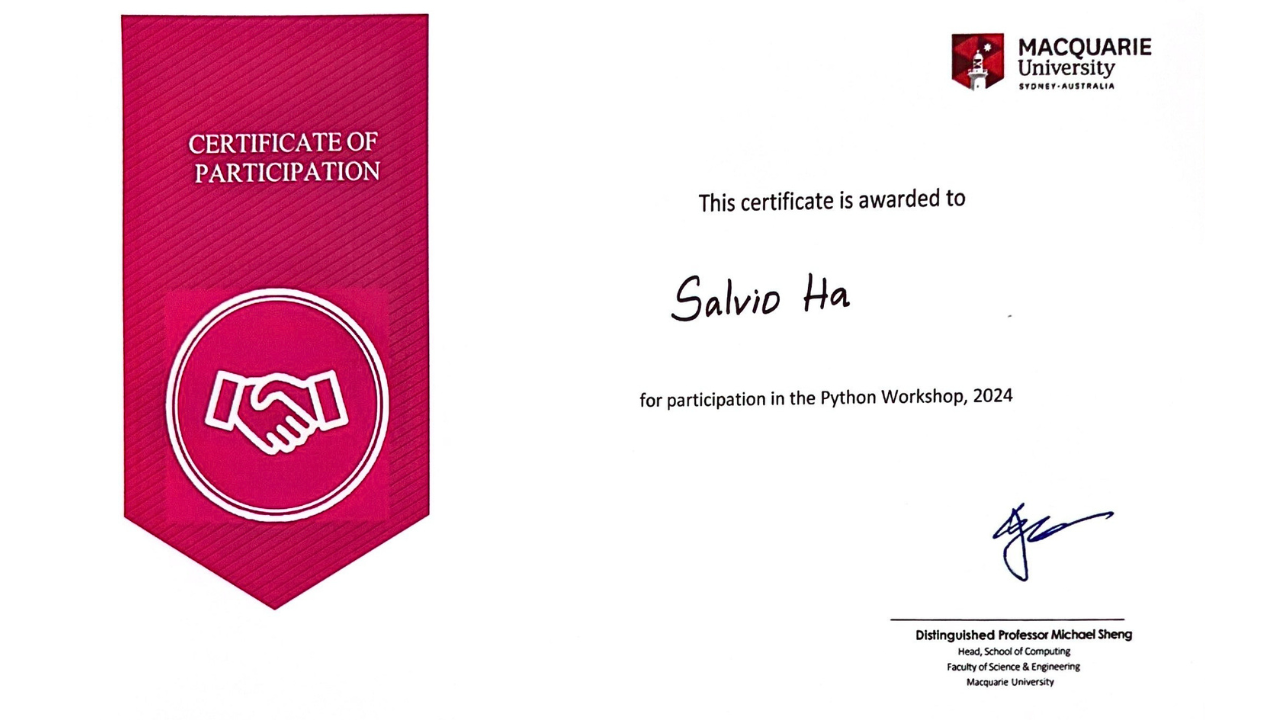 CERTIFICATE OF
PARTICIPATION
MACQUARIE
University
SYDNEY·AUSTRALIA
This certificate is awarded to
Salvio Ha
for participation in the Python Workshop, 2024
Distinguished Professor Michael Sheng
Head, School of Computing
Faculty of Science & Engineering
Macquarie University